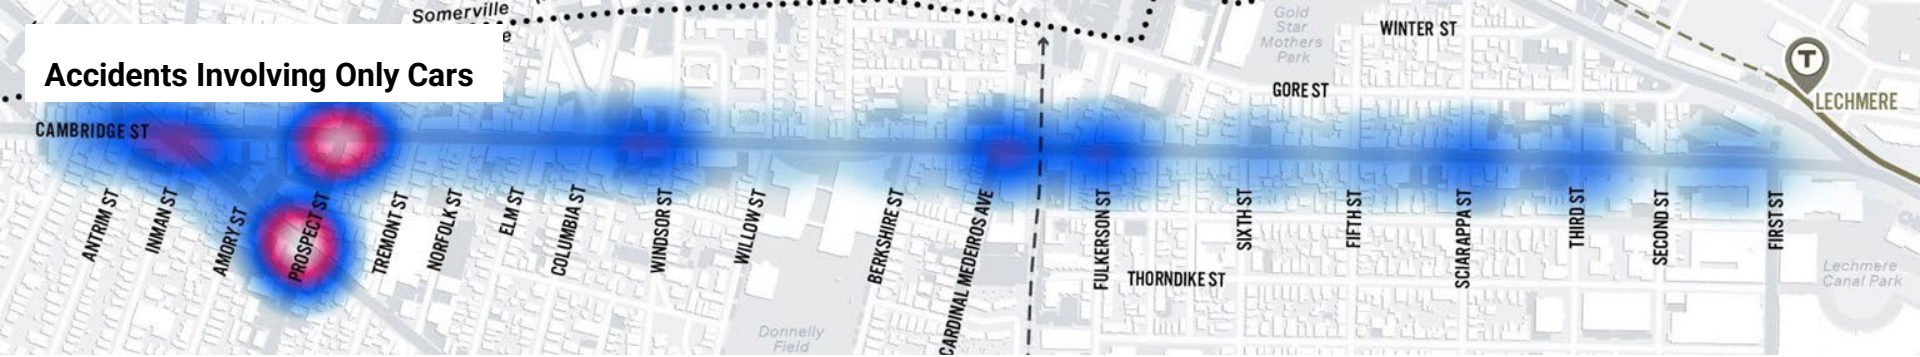 Somerville
e
Accidents Involving Only Cars
CAMBRIDGE ST
Gold
Star
Mothers
Park
WINTER ST
GORE ST
T
LECHMERE
ANTRIM ST
INMAN ST
AMORY ST
PROSPECT ST
TREMONT ST
NORFOLK ST
ELM ST
COLUMBIA ST
WINDSOR ST
WILLOW ST
BERKSHIRE ST
CARDINAL MEDEIROS AVE
FULKERSON ST
SIXTH ST
FIFTH ST
SCIARAPPA ST
THIRD ST
SECOND ST
FIRST ST
THORNDIKE ST
Donnelly
Field
Lechmere
Canal Park